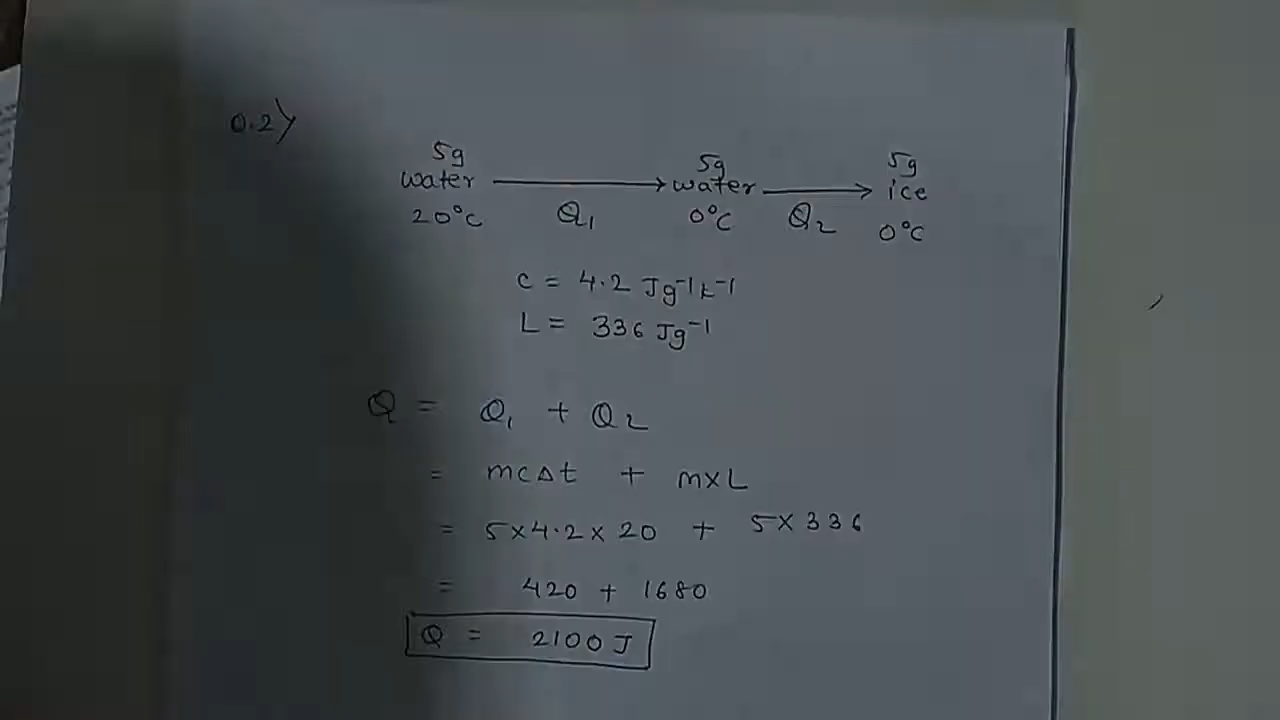 0.2)
5g 5g 5g
water → water → ice
20°C Q₁ 0°C Q₂ 0°C
c = 4.2 Jg⁻¹k⁻¹
L = 336 Jg⁻¹
Q = Q₁ + Q₂
= mcΔt + m×L
= 5×4.2×20 + 5×336
= 420 + 1680
Q = 2100 J